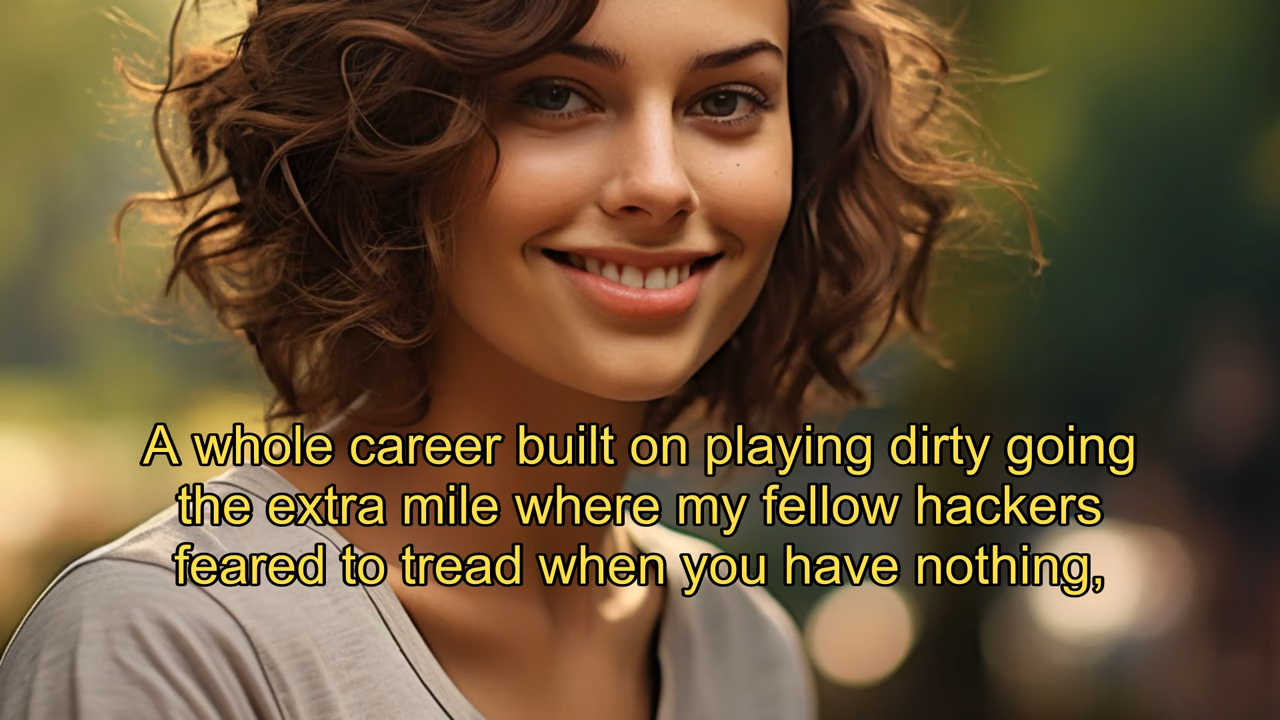 A whole career built on playing dirty going
the extra mile where my fellow hackers
feared to tread when you have nothing,